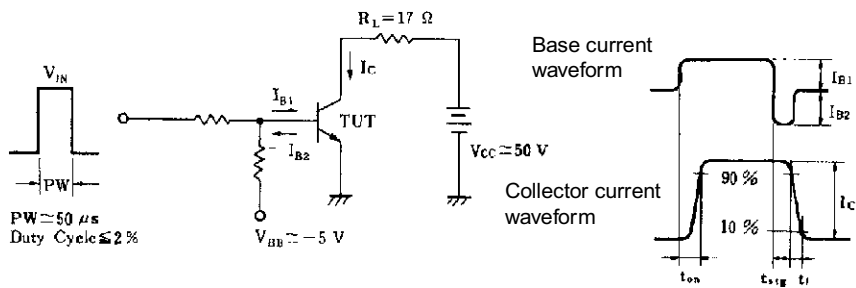 R_L=17 Ω
V_IN
I_C
I_B1
TUT
I_B2
V_CC≃50 V
PW
PW≃50 μs
Duty Cycle≦2%
V_BB≃−5 V
Base current
waveform
I_B1
I_B2
Collector current
waveform
90 %
10 %
I_C
t_on
t_stg
t_f